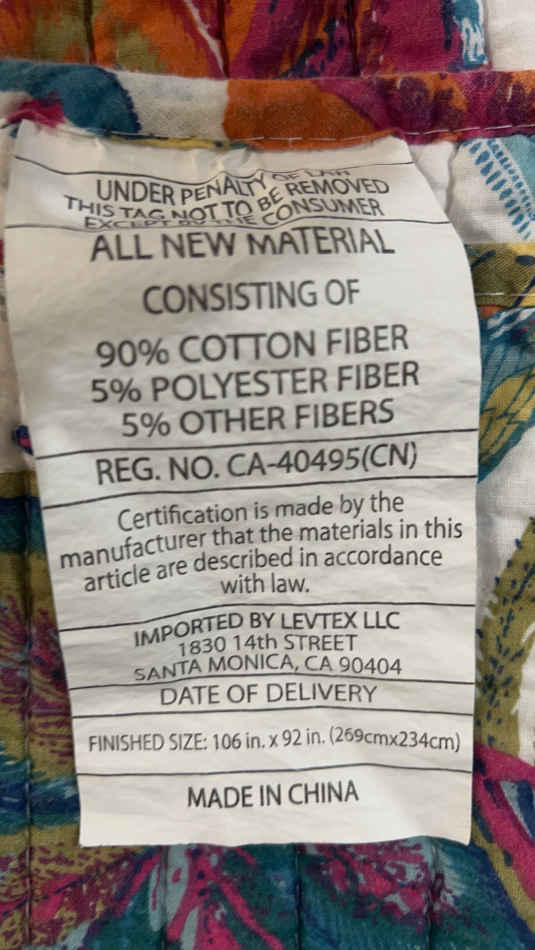 UNDER PENALTY OF LAW
THIS TAG NOT TO BE REMOVED
EXCEPT BY THE CONSUMER
ALL NEW MATERIAL
CONSISTING OF
90% COTTON FIBER
5% POLYESTER FIBER
5% OTHER FIBERS
REG. NO. CA-40495(CN)
Certification is made by the
manufacturer that the materials in this
article are described in accordance
with law.
IMPORTED BY LEVTEX LLC
1830 14th STREET
SANTA MONICA, CA 90404
DATE OF DELIVERY
FINISHED SIZE: 106 in. x 92 in. (269cmx234cm)
MADE IN CHINA